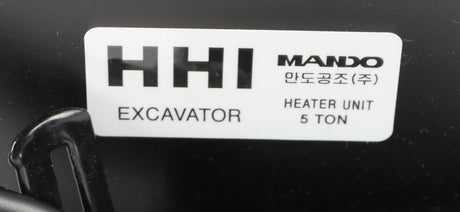 HHI
EXCAVATOR
MANDO
만도공조(주)
HEATER UNIT
5 TON